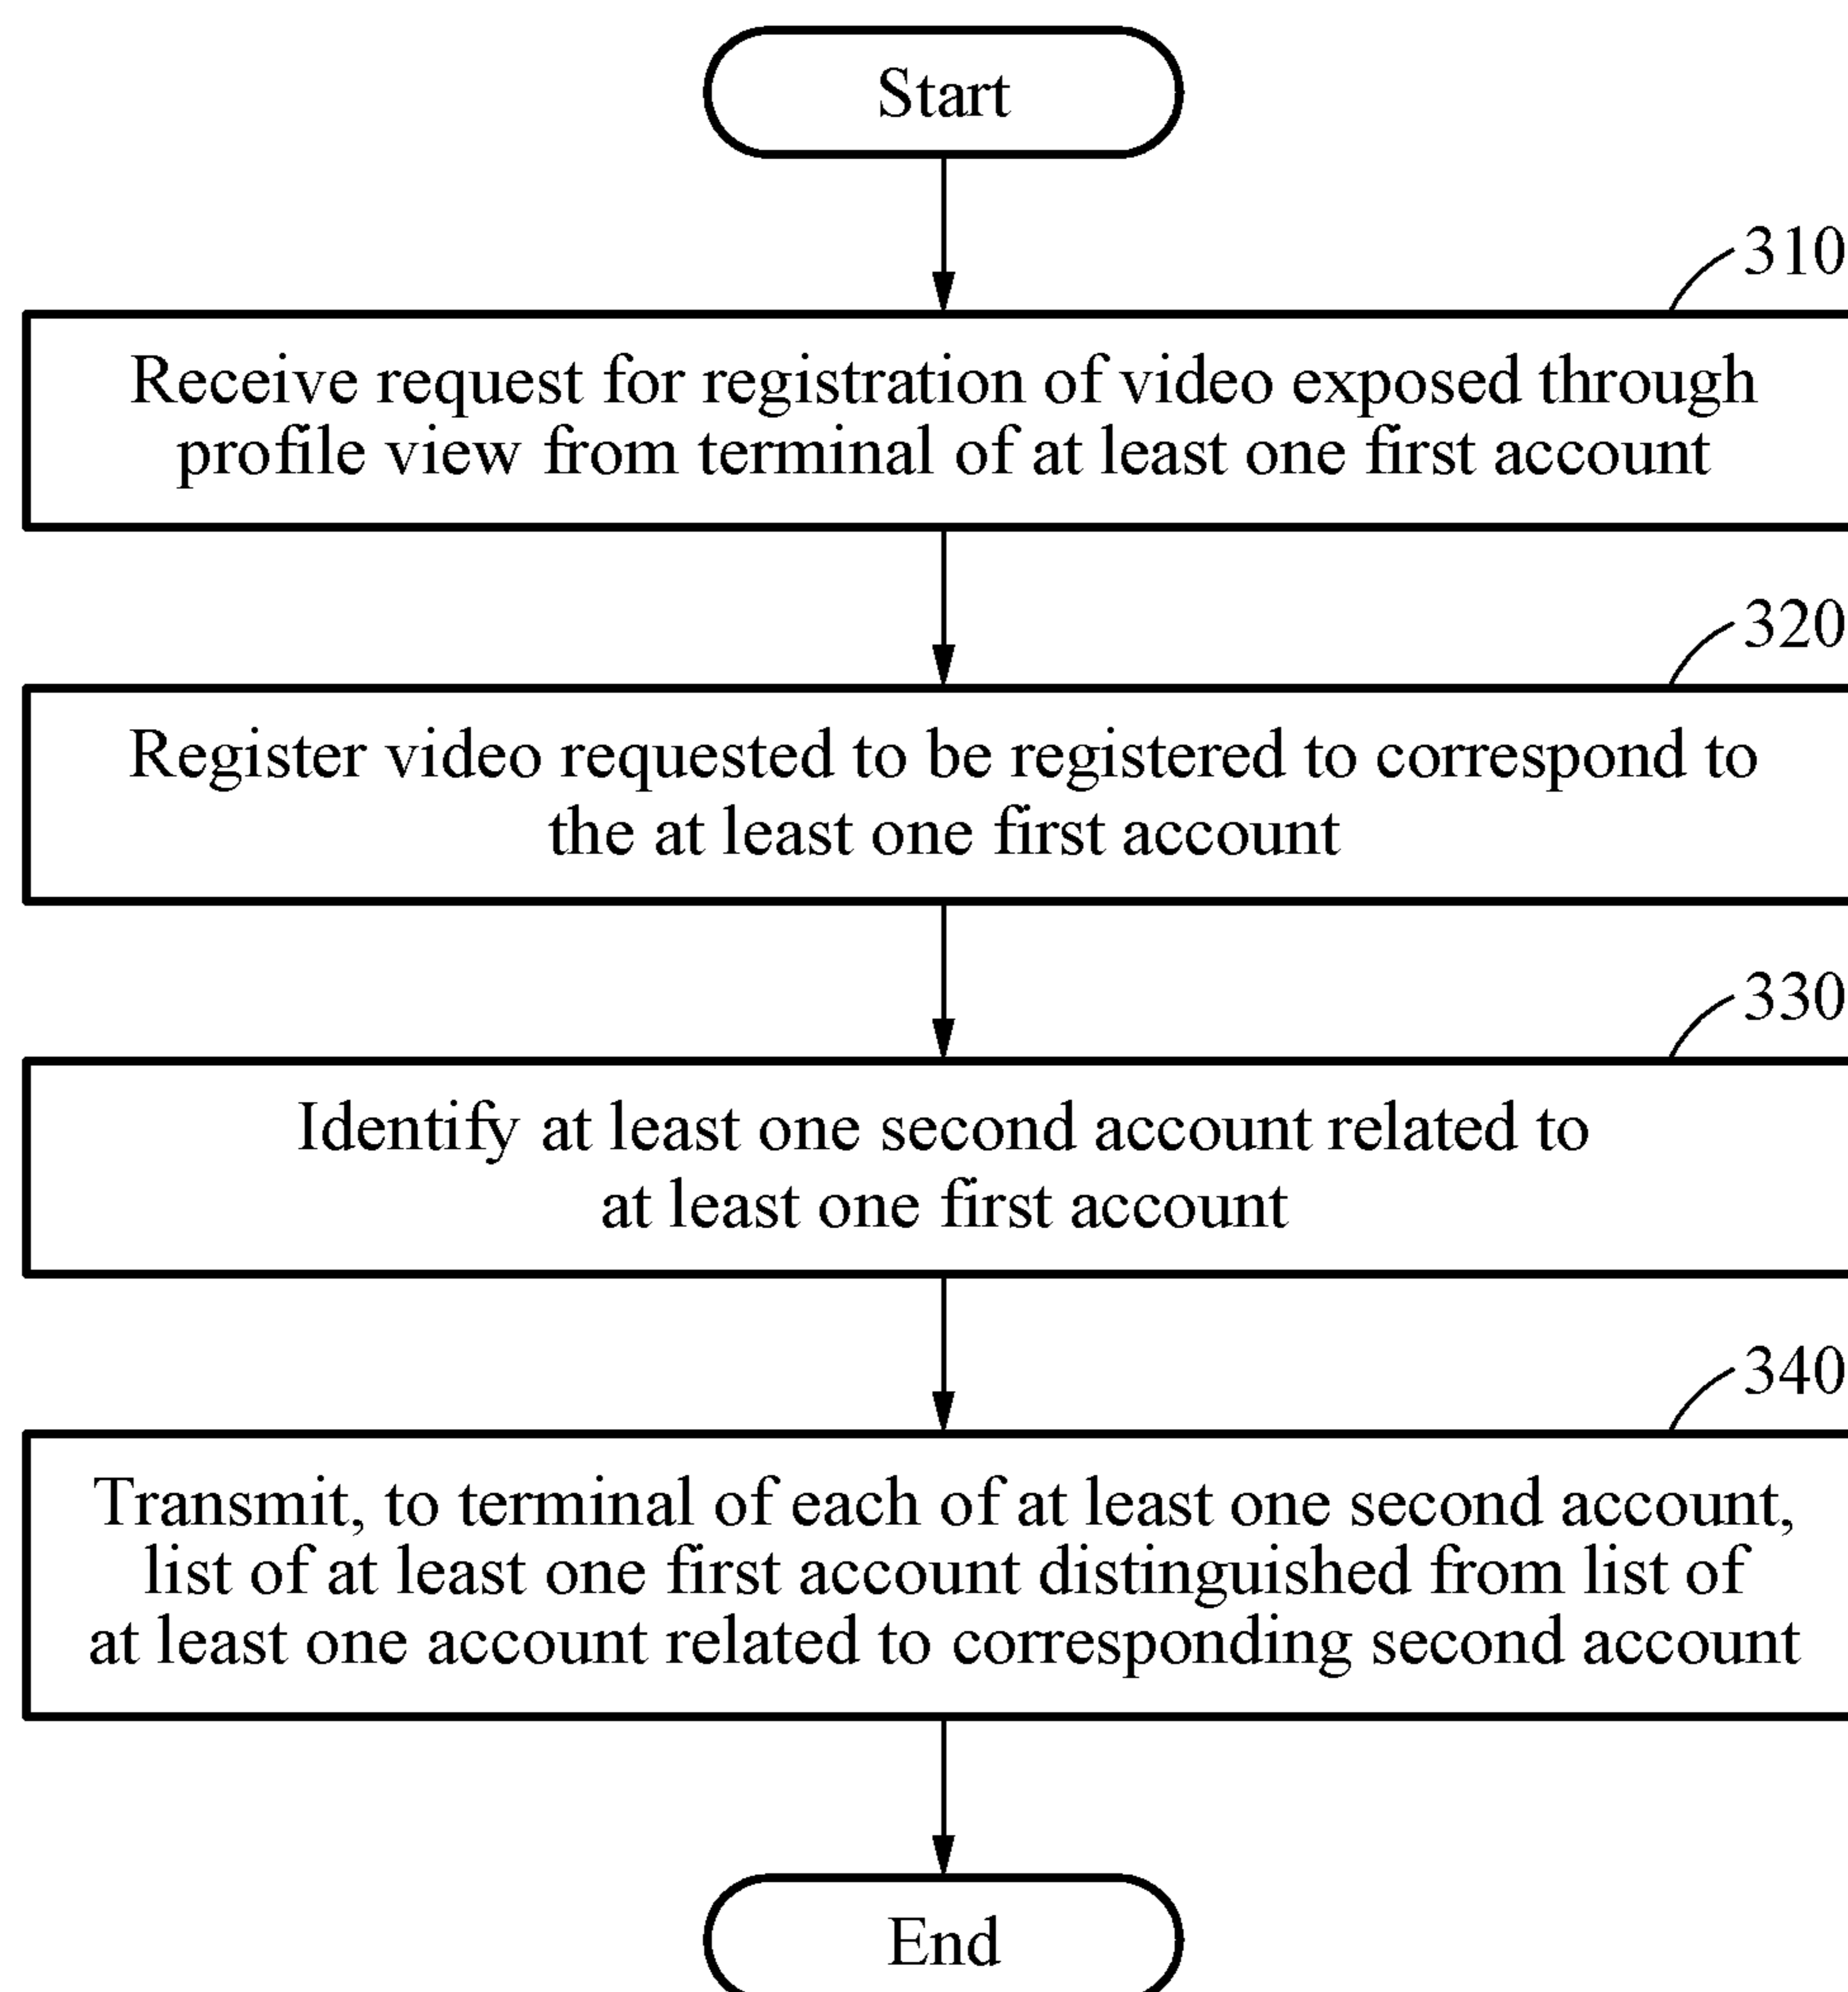 Start
310
Receive request for registration of video exposed through
profile view from terminal of at least one first account
320
Register video requested to be registered to correspond to
the at least one first account
330
Identify at least one second account related to
at least one first account
340
Transmit, to terminal of each of at least one second account,
list of at least one first account distinguished from list of
at least one account related to corresponding second account
End